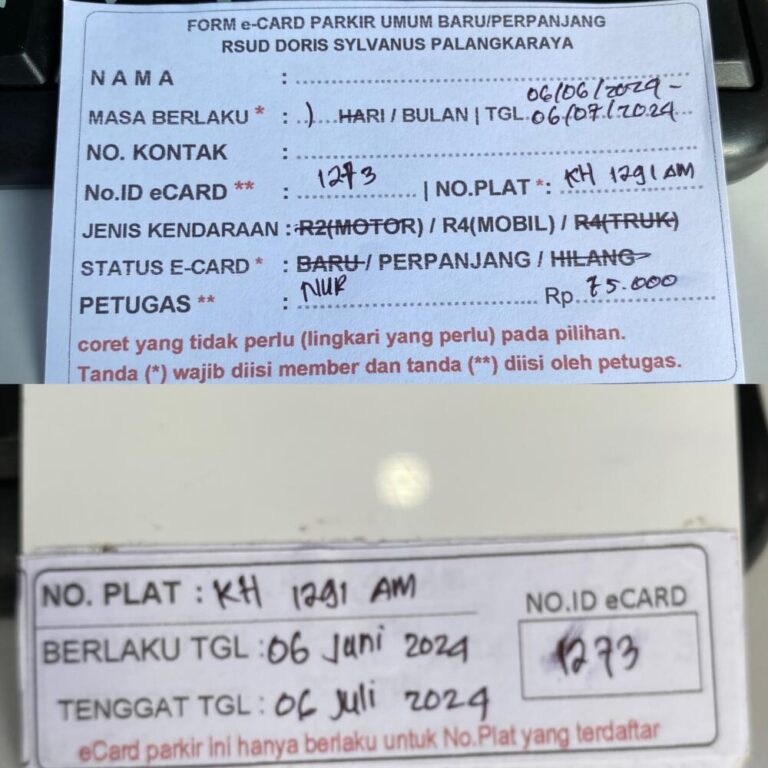 FORM e-CARD PARKIR UMUM BARU/PERPANJANG
RSUD DORIS SYLVANUS PALANGKARAYA
NAMA :
MASA BERLAKU * : 1 HARI / BULAN | TGL 06/06/2024 - 06/07/2024
NO. KONTAK :
No.ID eCARD ** : 1273 | NO.PLAT *: KH 1291 AM
JENIS KENDARAAN : R2(MOTOR) / R4(MOBIL) / R4(TRUK)
STATUS E-CARD * : BARU / PERPANJANG / HILANG
PETUGAS ** : NUR Rp 75.000
coret yang tidak perlu (lingkari yang perlu) pada pilihan.
Tanda (*) wajib diisi member dan tanda (**) diisi oleh petugas.
NO. PLAT : KH 1291 AM
BERLAKU TGL : 06 Juni 2024
TENGGAT TGL : 06 Juli 2024
NO.ID eCARD
1273
eCard parkir ini hanya berlaku untuk No.Plat yang terdaftar